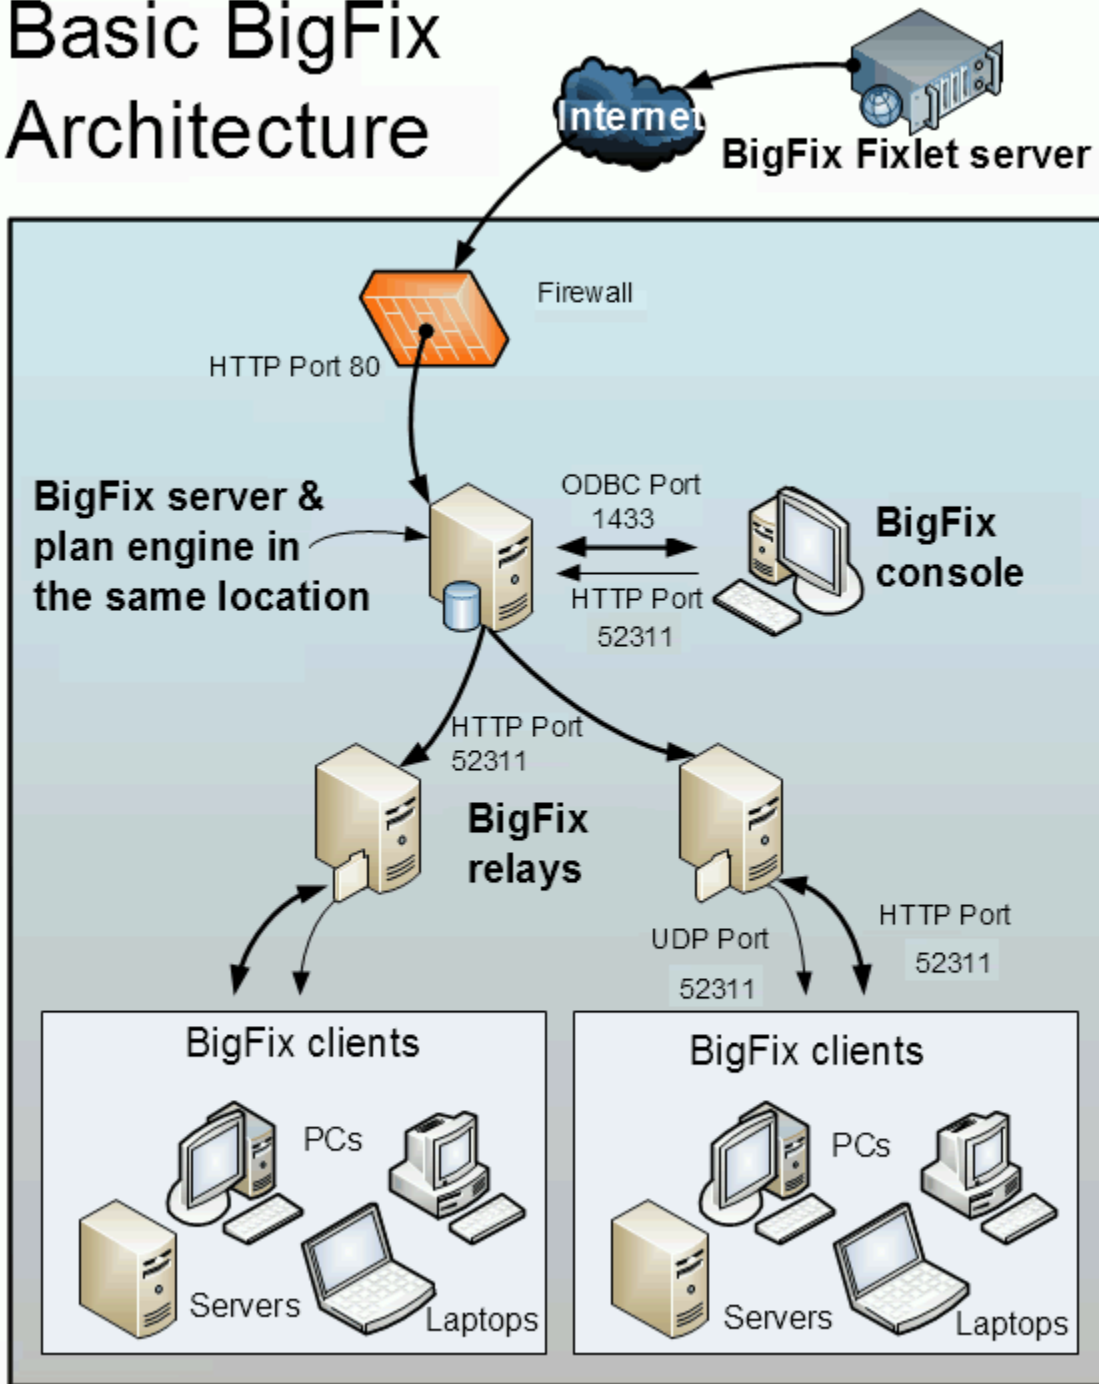 Basic BigFix
Architecture
Internet
BigFix Fixlet server
Firewall
HTTP Port 80
BigFix server &
plan engine in
the same location
ODBC Port
1433
HTTP Port
52311
BigFix
console
HTTP Port
52311
BigFix
relays
UDP Port
52311
HTTP Port
52311
BigFix clients
PCs
Servers
Laptops
BigFix clients
PCs
Servers
Laptops